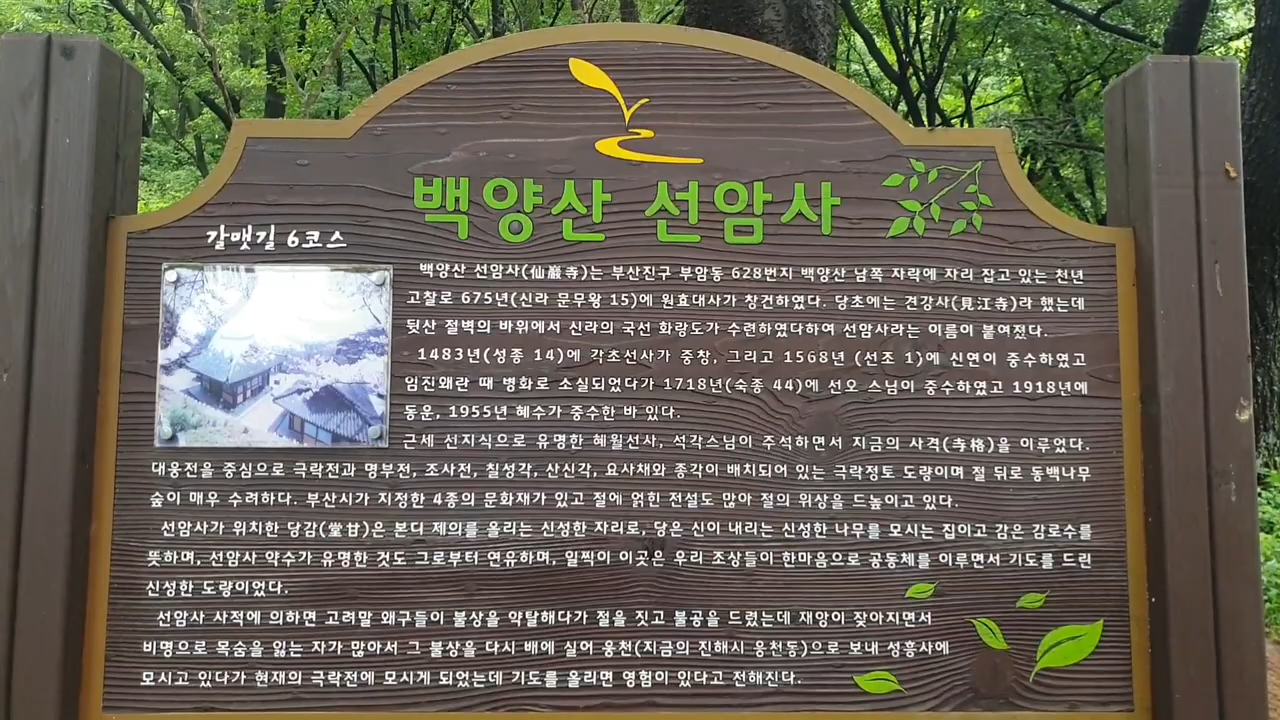 백양산 선암사
갈맷길 6코스
백양산 선암사(仙巖寺)는 부산진구 부암동 628번지 백양산 남쪽 자락에 자리 잡고 있는 천년
고찰로 675년(신라 문무왕 15)에 원효대사가 창건하였다. 당초에는 견강사(見江寺)라 했는데
뒷산 절벽의 바위에서 신라의 국선 화랑도가 수련하였다하여 선암사라는 이름이 붙여졌다.
1483년(성종 14)에 각초선사가 중창, 그리고 1568년 (선조 1)에 신연이 중수하였고
임진왜란 때 병화로 소실되었다가 1718년(숙종 44)에 선오 스님이 중수하였고 1918년에
동운, 1955년 혜수가 중수한 바 있다.
근세 선지식으로 유명한 혜월선사, 석각스님이 주석하면서 지금의 사격(寺格)을 이루었다.
대웅전을 중심으로 극락전과 명부전, 조사전, 칠성각, 산신각, 요사채와 종각이 배치되어 있는 극락정토 도량이며 절 뒤로 동백나무
숲이 매우 수려하다. 부산시가 지정한 4종의 문화재가 있고 절에 얽힌 전설도 많아 절의 위상을 드높이고 있다.
선암사가 위치한 당감(堂甘)은 본디 제의를 올리는 신성한 자리로, 당은 신이 내리는 신성한 나무를 모시는 집이고 감은 감로수를
뜻하며, 선암사 약수가 유명한 것도 그로부터 연유하며, 일찍이 이곳은 우리 조상들이 한마음으로 공동체를 이루면서 기도를 드린
신성한 도량이었다.
선암사 사적에 의하면 고려말 왜구들이 불상을 약탈해다가 절을 짓고 불공을 드렸는데 재앙이 잦아지면서
비명으로 목숨을 잃는 자가 많아서 그 불상을 다시 배에 실어 웅천(지금의 진해시 웅천동)으로 보내 성흥사에
모시고 있다가 현재의 극락전에 모시게 되었는데 기도를 올리면 영험이 있다고 전해진다.